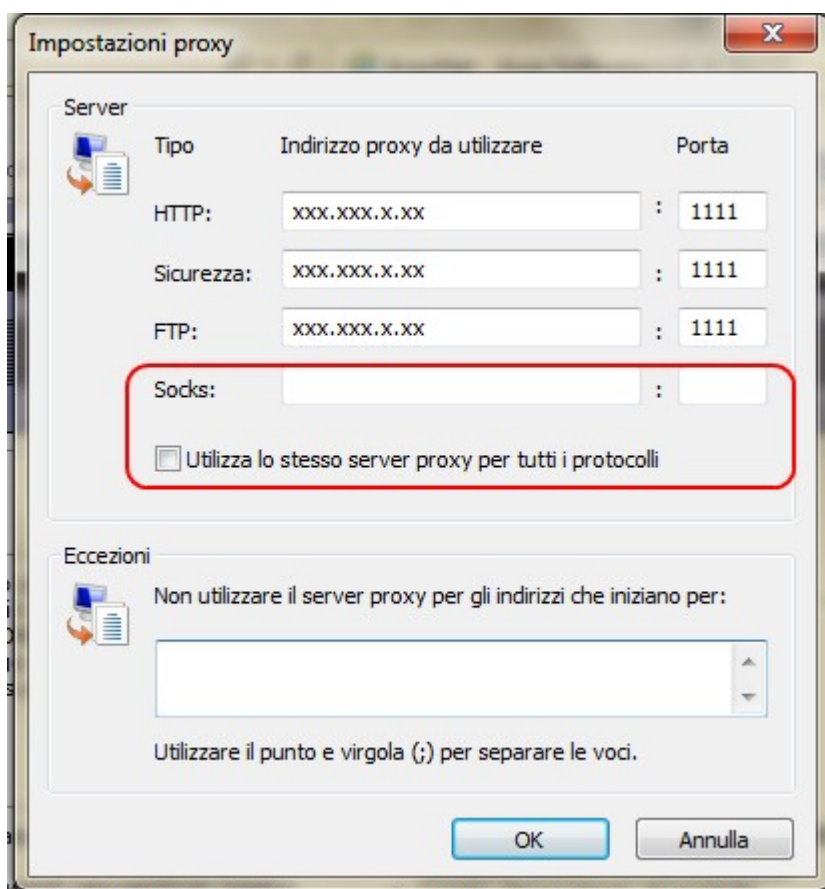 Impostazioni proxy
Server
Tipo Indirizzo proxy da utilizzare Porta
HTTP: xxx.xxx.x.xx : 1111
Sicurezza: xxx.xxx.x.xx : 1111
FTP: xxx.xxx.x.xx : 1111
Socks: :
Utilizza lo stesso server proxy per tutti i protocolli
Eccezioni
Non utilizzare il server proxy per gli indirizzi che iniziano per:
Utilizzare il punto e virgola (;) per separare le voci.
OK Annulla